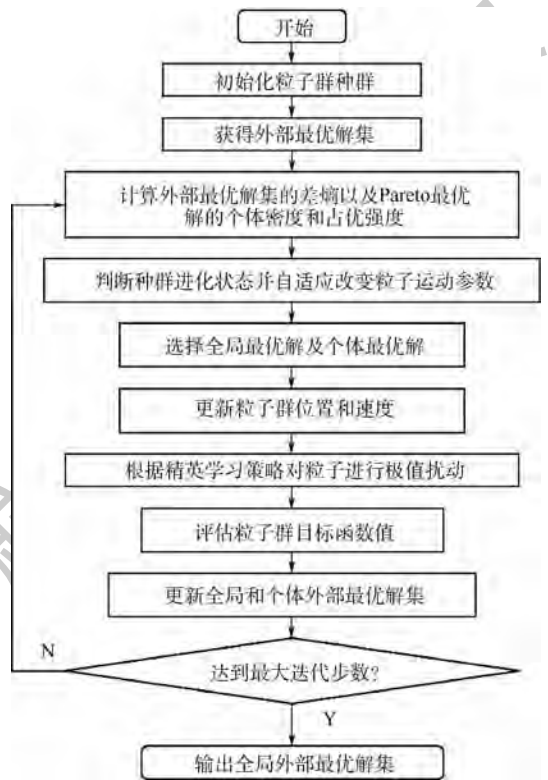 开始
初始化粒子群种群
获得外部最优解集
计算外部最优解集的差熵以及Pareto最优
解的个体密度和占优强度
判断种群进化状态并自适应改变粒子运动参数
选择全局最优解及个体最优解
更新粒子群位置和速度
根据精英学习策略对粒子进行极值扰动
评估粒子群目标函数值
更新全局和个体外部最优解集
N
达到最大迭代步数?
Y
输出全局外部最优解集